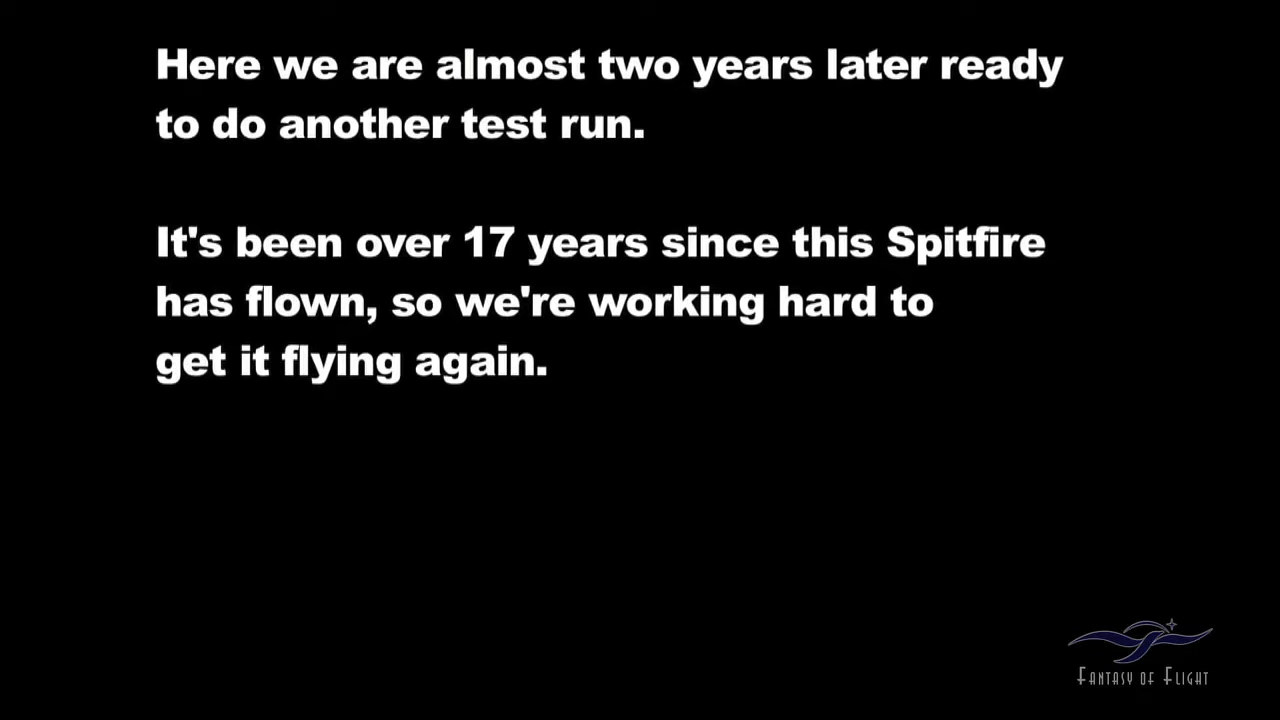 Here we are almost two years later ready
to do another test run.
It's been over 17 years since this Spitfire
has flown, so we're working hard to
get it flying again.
FANTASY OF FLIGHT